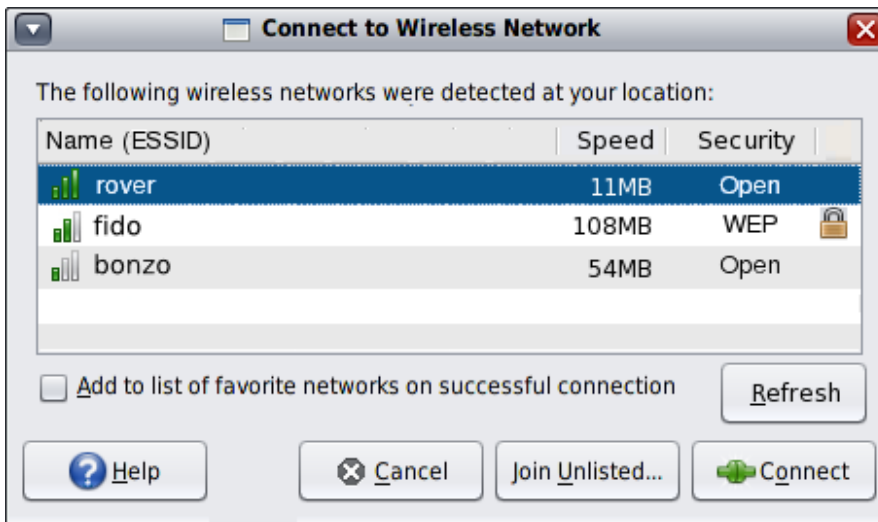 Connect to Wireless Network
The following wireless networks were detected at your location:
Name (ESSID) Speed Security
rover 11MB Open
fido 108MB WEP
bonzo 54MB Open
Add to list of favorite networks on successful connection Refresh
Help Cancel Join Unlisted... Connect